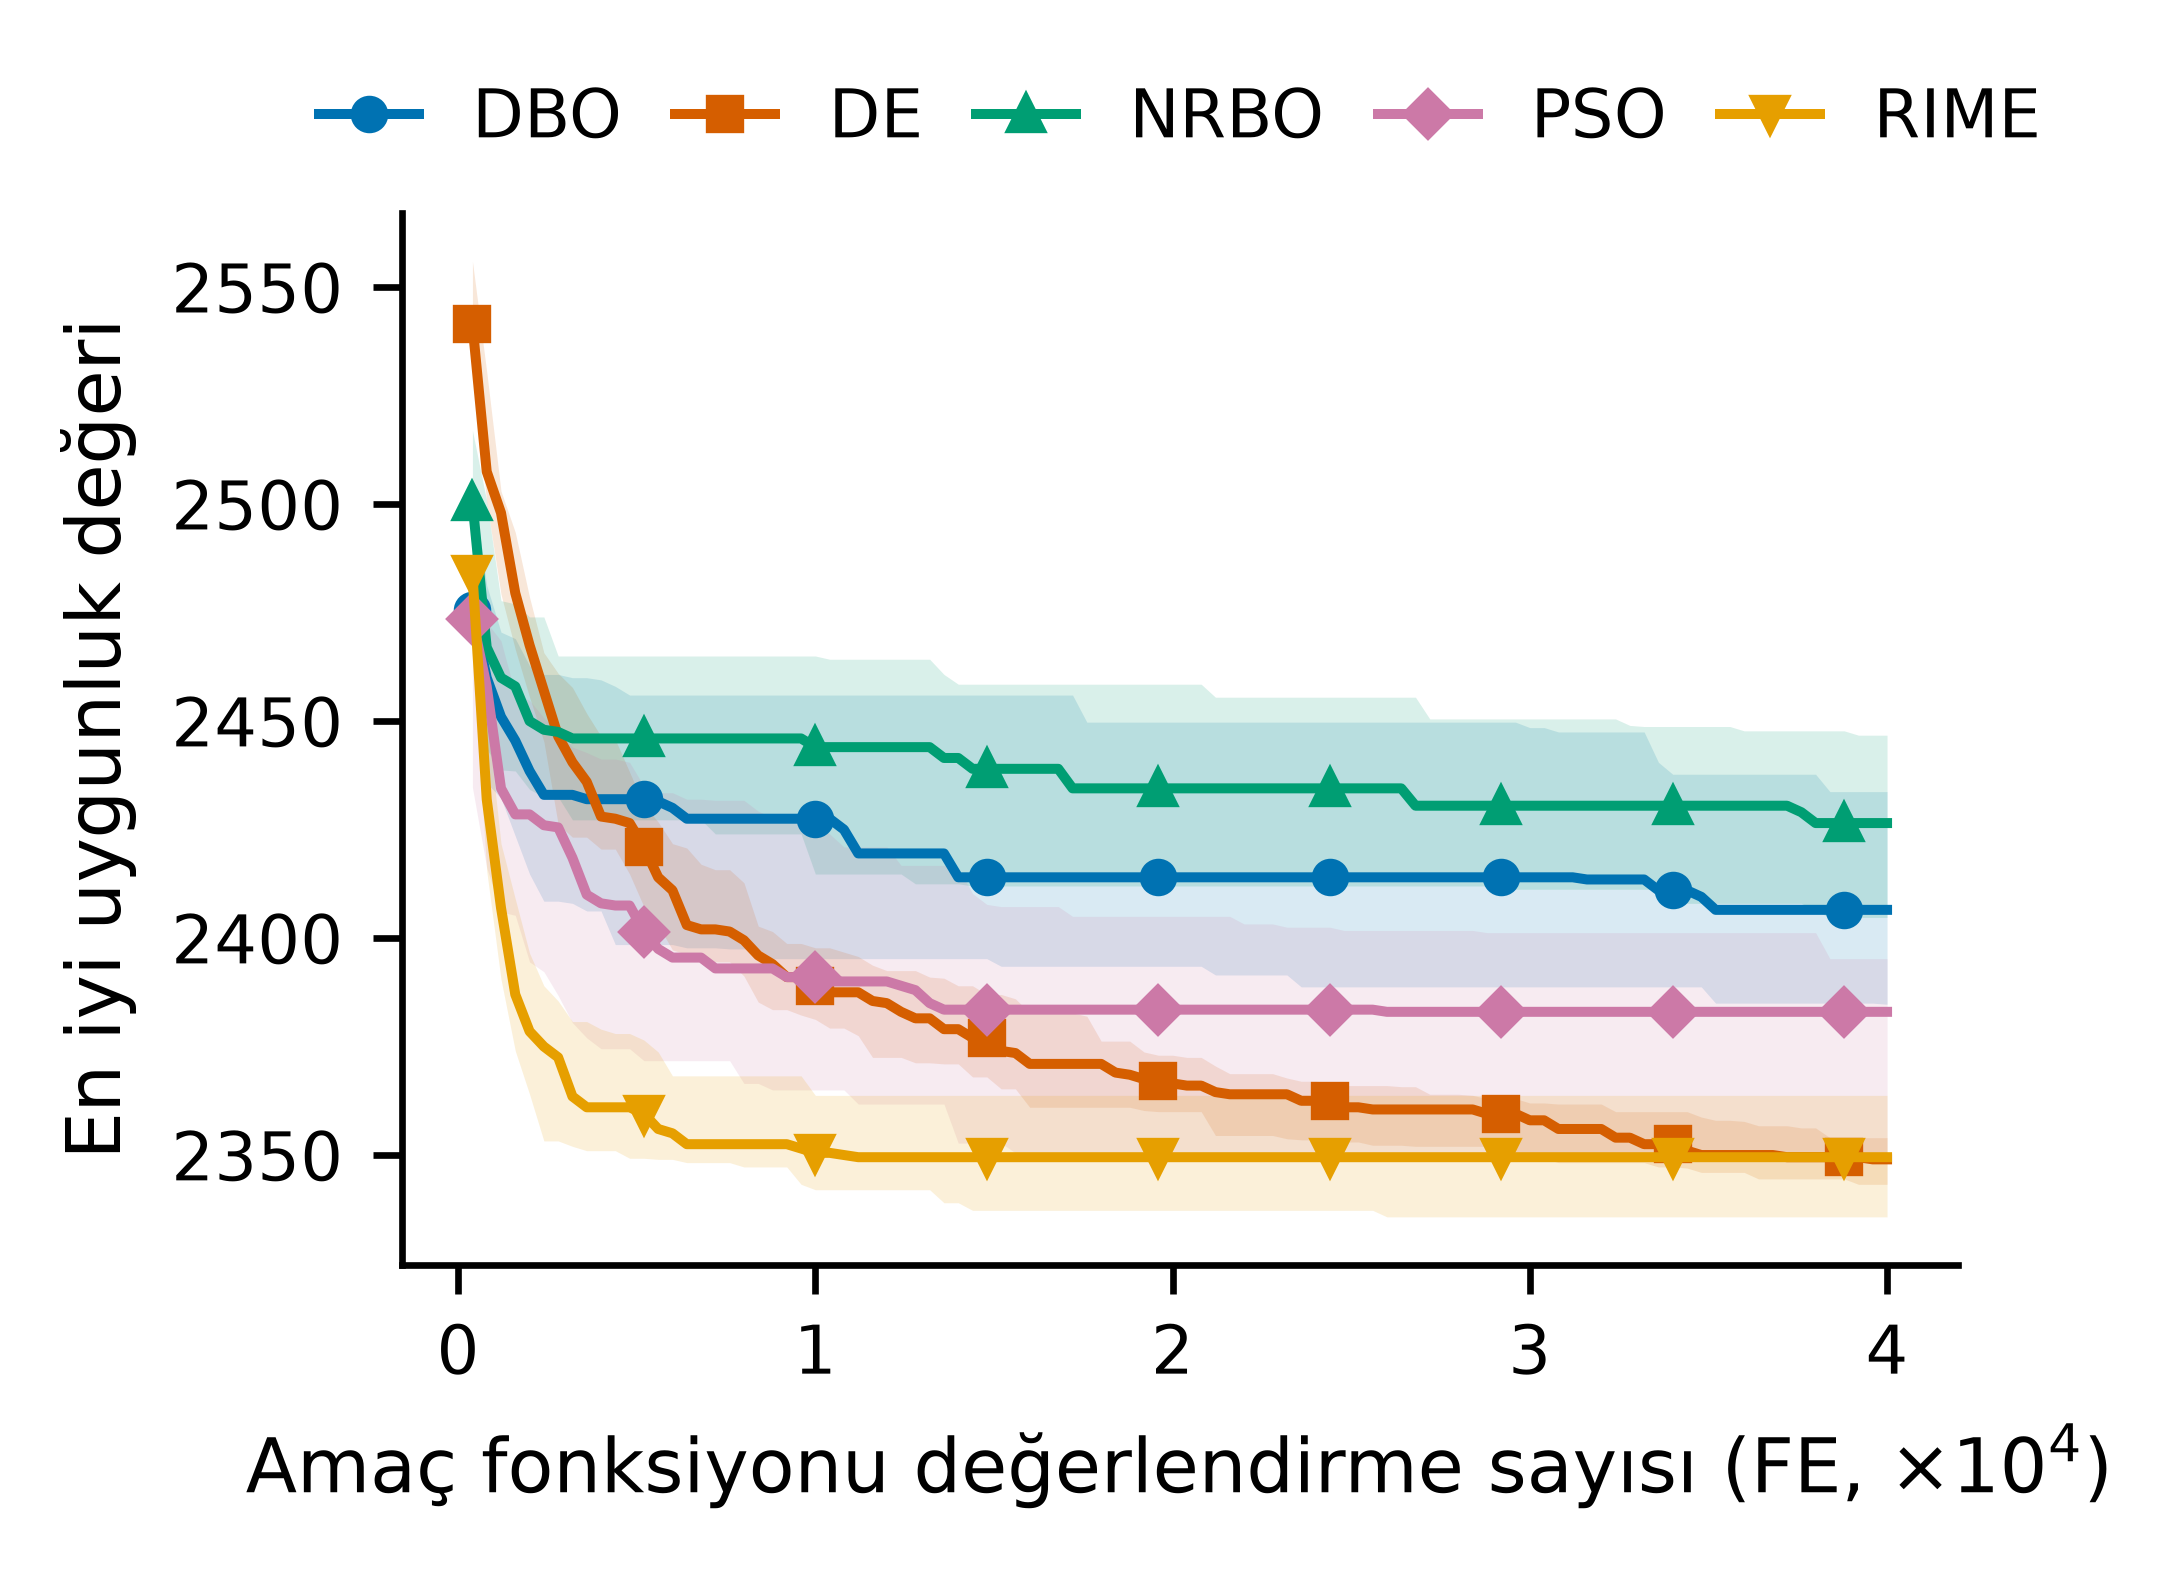 DBO DE NRBO PSO RIME
En iyi uygunluk değeri
2550
2500
2450
2400
2350
0 1 2 3 4
Amaç fonksiyonu değerlendirme sayısı (FE, ×10⁴)